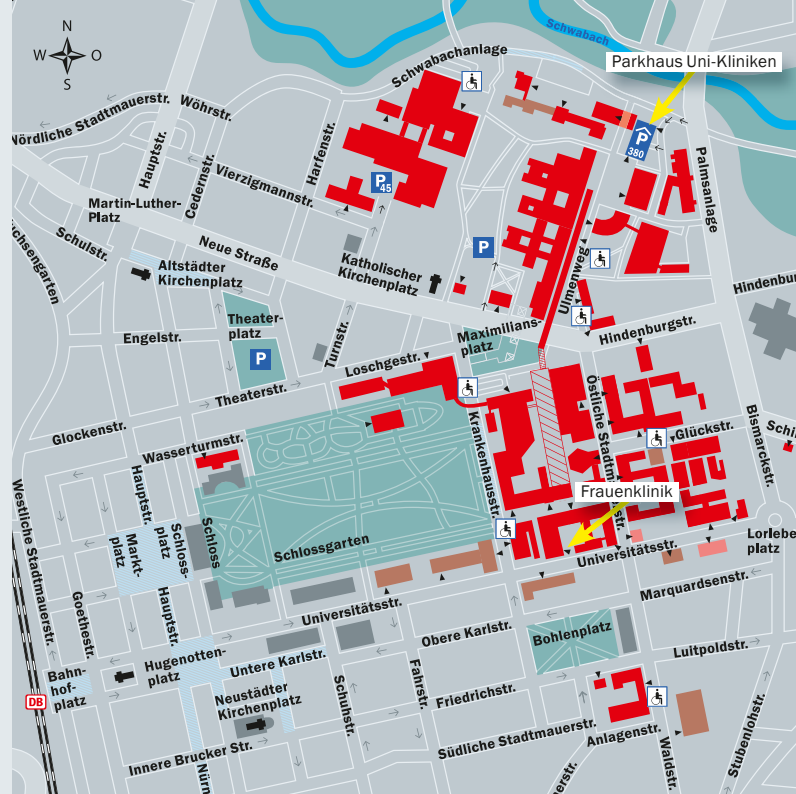 N
W O
S
Schwabach
Schwabachanlage
Parkhaus Uni-Kliniken
P
380
Nördliche Stadtmauerstr.
Wöhrstr.
Hauptstr.
Cedernstr.
Harfenstr.
Vierzigmannstr.
P
45
Palmsanlage
Martin-Luther-
Platz
Schulstr.
Neue Straße
Altstädter
Kirchenplatz
Katholischer
Kirchenplatz
P
Ulmenweg
Engelstr.
Theater-
platz
P
Turnstr.
Maximilians-
platz
Hindenburgstr.
Loschgestr.
Theaterstr.
Glockenstr.
Wasserturmstr.
Krankenhausstr.
Glückstr.
Bismarckstr.
Frauenklinik
Westliche Stadtmauerstr.
Hauptstr.
Markt-
platz
Schloss-
platz
Schloss
Schlossgarten
Universitätsstr.
Goethestr.
Hauptstr.
Universitätsstr.
Marquardsenstr.
Obere Karlstr.
Bohlenplatz
Luitpoldstr.
Bahn-
hof-
platz
DB
Hugenotten-
platz
Untere Karlstr.
Neustädter
Kirchenplatz
Schuhstr.
Fahrstr.
Friedrichstr.
Südliche Stadtmauerstr.
Anlagenstr.
Waldstr.
Stubenlohstr.
Innere Brucker Str.